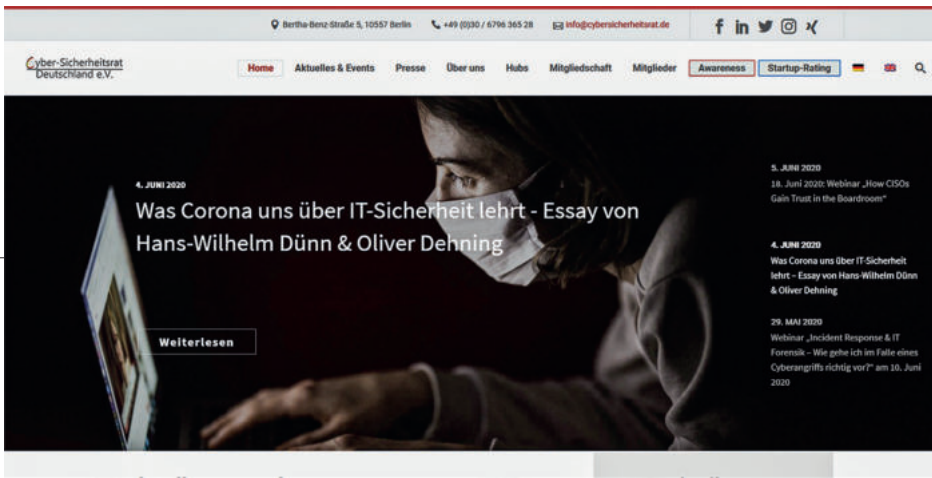 Bertha-Benz-Straße 5, 10557 Berlin +49 (0)30 / 6796 365 28 info@cybersicherheitsrat.de
Cyber-Sicherheitsrat
Deutschland e.V.
Home Aktuelles & Events Presse Über uns Hubs Mitgliedschaft Mitglieder Awareness Startup-Rating
4. JUNI 2020
Was Corona uns über IT-Sicherheit lehrt - Essay von
Hans-Wilhelm Dünn & Oliver Dehning
Weiterlesen
5. JUNI 2020
18. Juni 2020: Webinar „How CISOs
Gain Trust in the Boardroom“
4. JUNI 2020
Was Corona uns über IT-Sicherheit
lehrt – Essay von Hans-Wilhelm Dünn
& Oliver Dehning
29. MAI 2020
Webinar „Incident Response & IT
Forensik – Wie gehe ich im Falle eines
Cyberangriffs richtig vor?“ am 10. Juni
2020